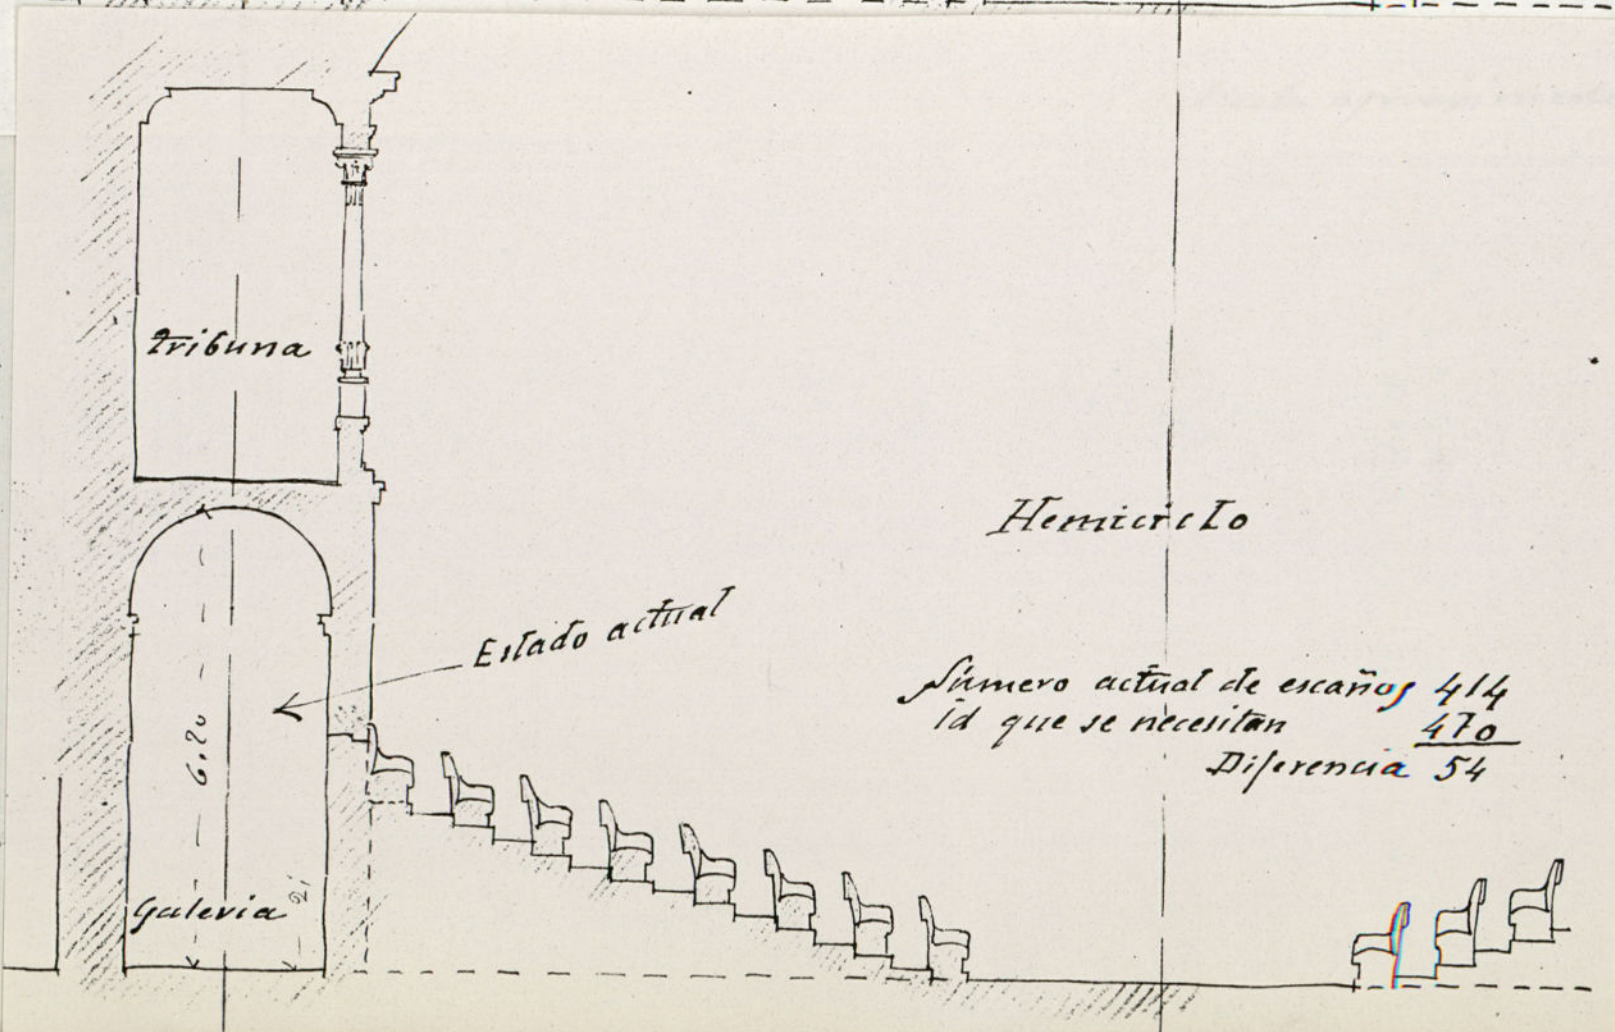 Tribuna
Hemiciclo
Estado actual
Número actual de escaños 414
id que se necesitan 470
Diferencia 54
6,20
Galeria